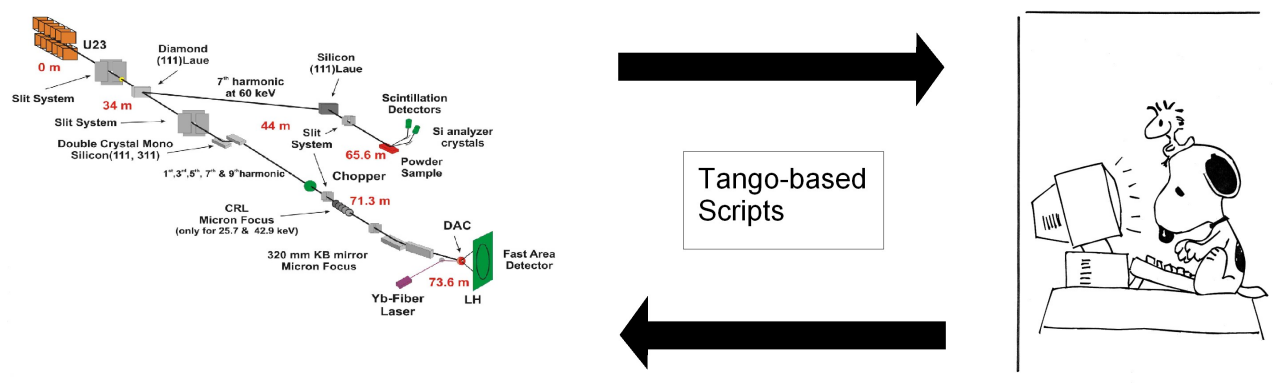 U23
0 m
Slit System
Diamond
(111)Laue
34 m
7th harmonic
at 60 keV
Silicon
(111)Laue
Slit System
44 m
Slit
System
Scintillation
Detectors
Si analyzer
crystals
65.6 m
Powder
Sample
Double Crystal Mono
Silicon(111, 311)
1st,3rd,5th, 7th & 9thharmonic
Chopper
71.3 m
CRL
Micron Focus
(only for 25.7 & 42.9 keV)
320 mm KB mirror
Micron Focus
DAC
Fast Area
Detector
73.6 m
Yb-Fiber
Laser
LH
Tango-based
Scripts